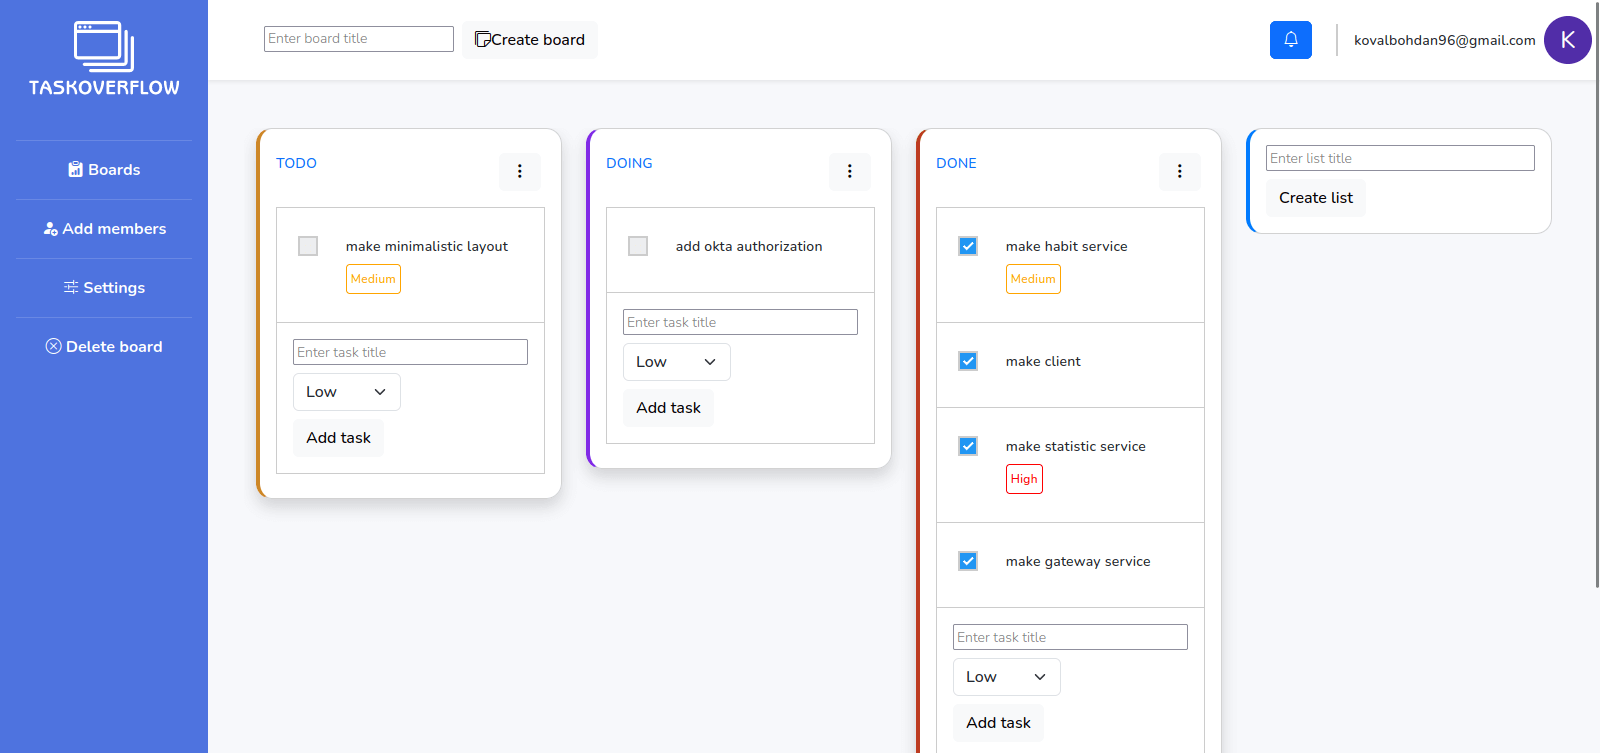 TASKOVERFLOW
Boards
Add members
Settings
Delete board
Enter board title
Create board
kovalbohdan96@gmail.com
K
TODO
make minimalistic layout
Medium
Enter task title
Low
Add task
DOING
add okta authorization
Enter task title
Low
Add task
DONE
make habit service
Medium
make client
make statistic service
High
make gateway service
Enter task title
Low
Add task
Enter list title
Create list